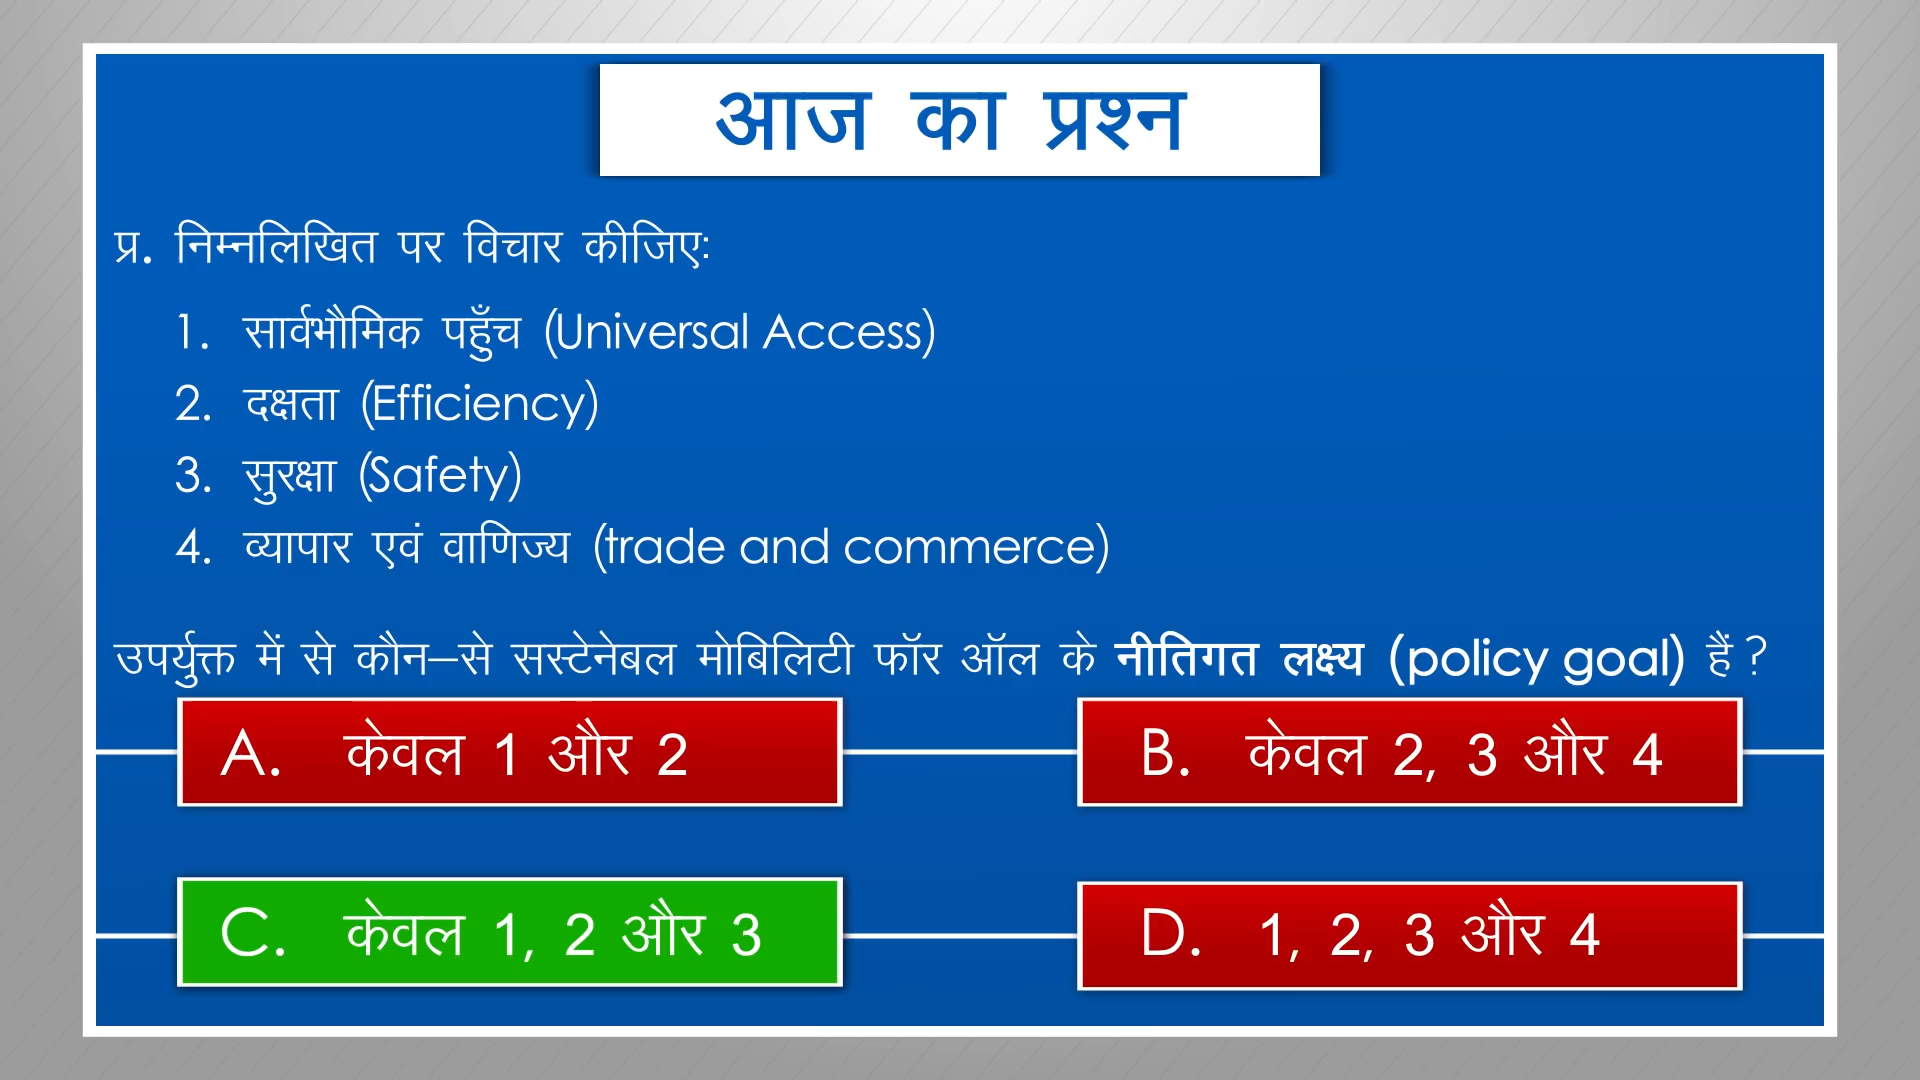 आज का प्रश्न
प्र. निम्नलिखित पर विचार कीजिए:
1. सार्वभौमिक पहुँच (Universal Access)
2. दक्षता (Efficiency)
3. सुरक्षा (Safety)
4. व्यापार एवं वाणिज्य (trade and commerce)
उपर्युक्त में से कौन–से सस्टेनेबल मोबिलिटी फॉर ऑल के नीतिगत लक्ष्य (policy goal) हैं ?
A. केवल 1 और 2
B. केवल 2, 3 और 4
C. केवल 1, 2 और 3
D. 1, 2, 3 और 4